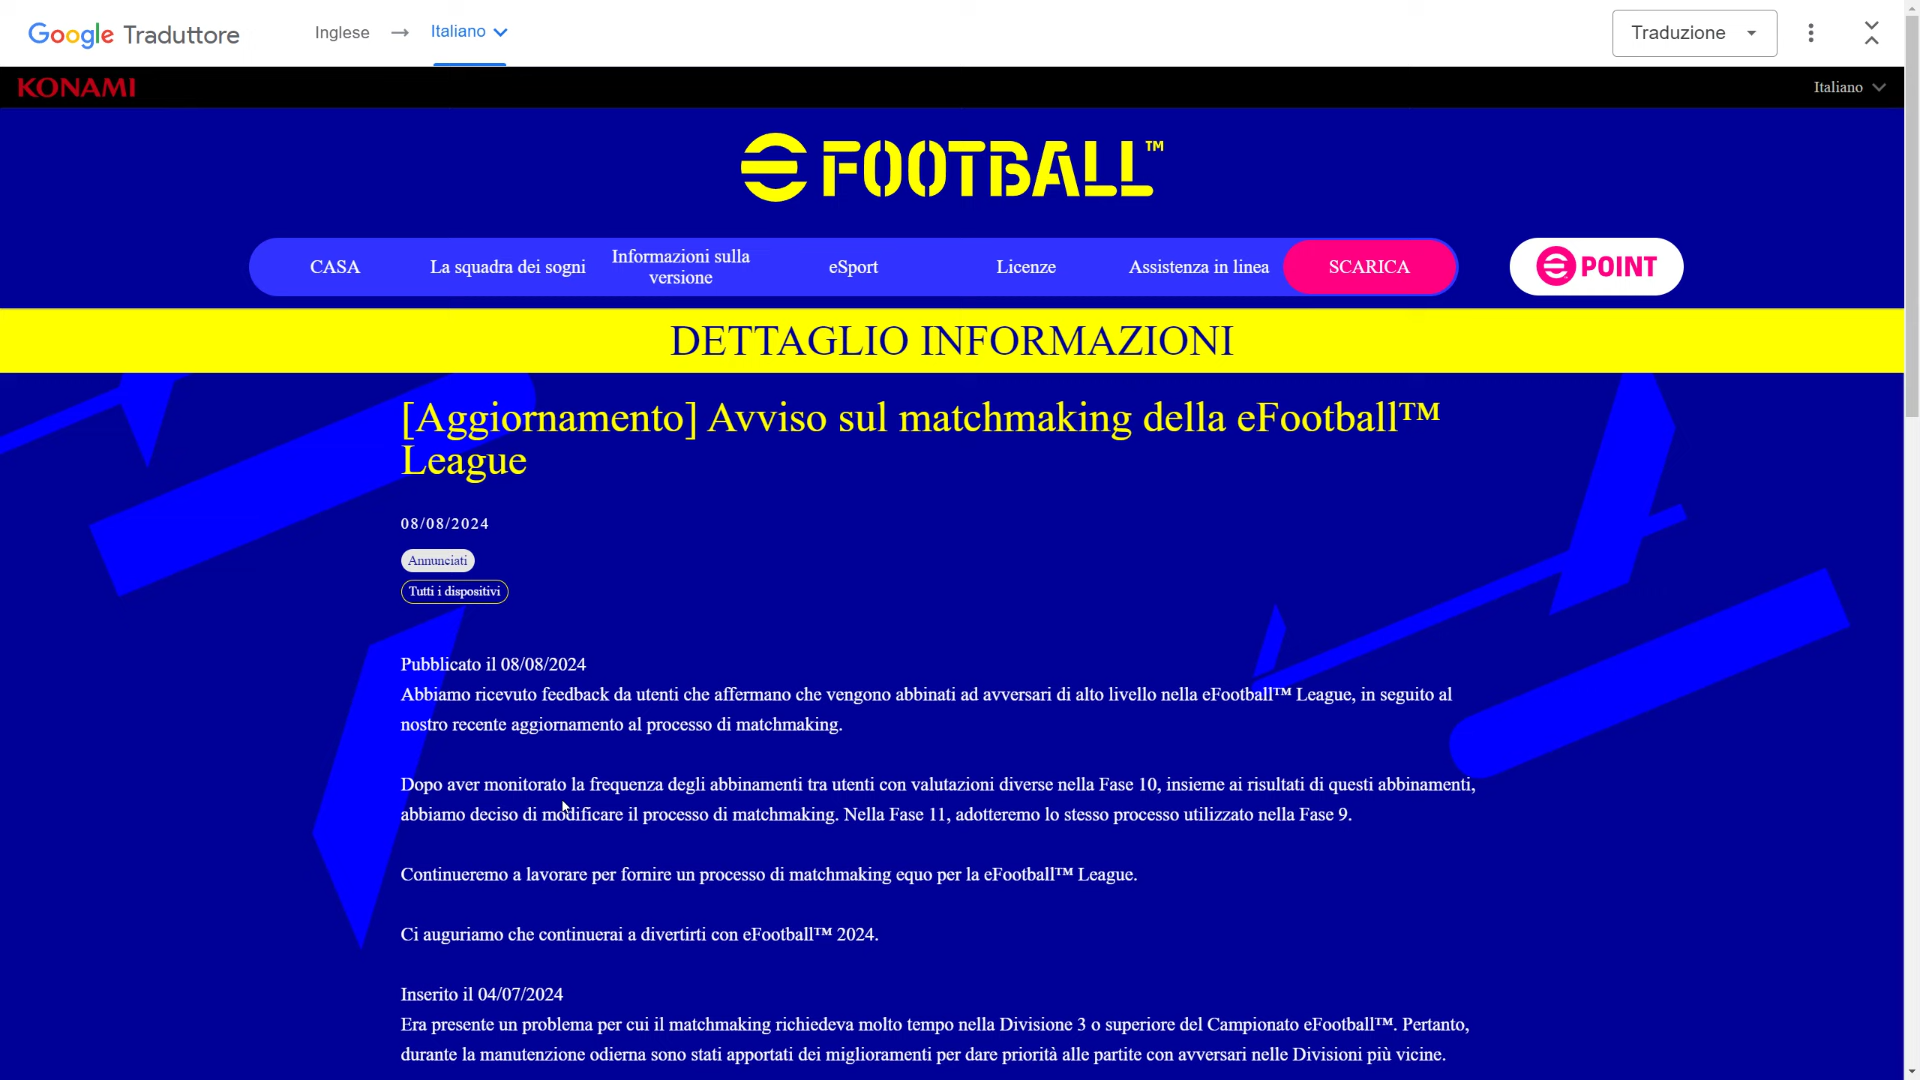 Google Traduttore
Inglese → Italiano
Traduzione
KONAMI
Italiano
FOOTBALL™
CASA
La squadra dei sogni
Informazioni sulla
versione
eSport
Licenze
Assistenza in linea
SCARICA
POINT
DETTAGLIO INFORMAZIONI
[Aggiornamento] Avviso sul matchmaking della eFootball™
League
08/08/2024
Annunciati
Tutti i dispositivi
Pubblicato il 08/08/2024
Abbiamo ricevuto feedback da utenti che affermano che vengono abbinati ad avversari di alto livello nella eFootball™ League, in seguito al
nostro recente aggiornamento al processo di matchmaking.
Dopo aver monitorato la frequenza degli abbinamenti tra utenti con valutazioni diverse nella Fase 10, insieme ai risultati di questi abbinamenti,
abbiamo deciso di modificare il processo di matchmaking. Nella Fase 11, adotteremo lo stesso processo utilizzato nella Fase 9.
Continueremo a lavorare per fornire un processo di matchmaking equo per la eFootball™ League.
Ci auguriamo che continuerai a divertirti con eFootball™ 2024.
Inserito il 04/07/2024
Era presente un problema per cui il matchmaking richiedeva molto tempo nella Divisione 3 o superiore del Campionato eFootball™. Pertanto,
durante la manutenzione odierna sono stati apportati dei miglioramenti per dare priorità alle partite con avversari nelle Divisioni più vicine.